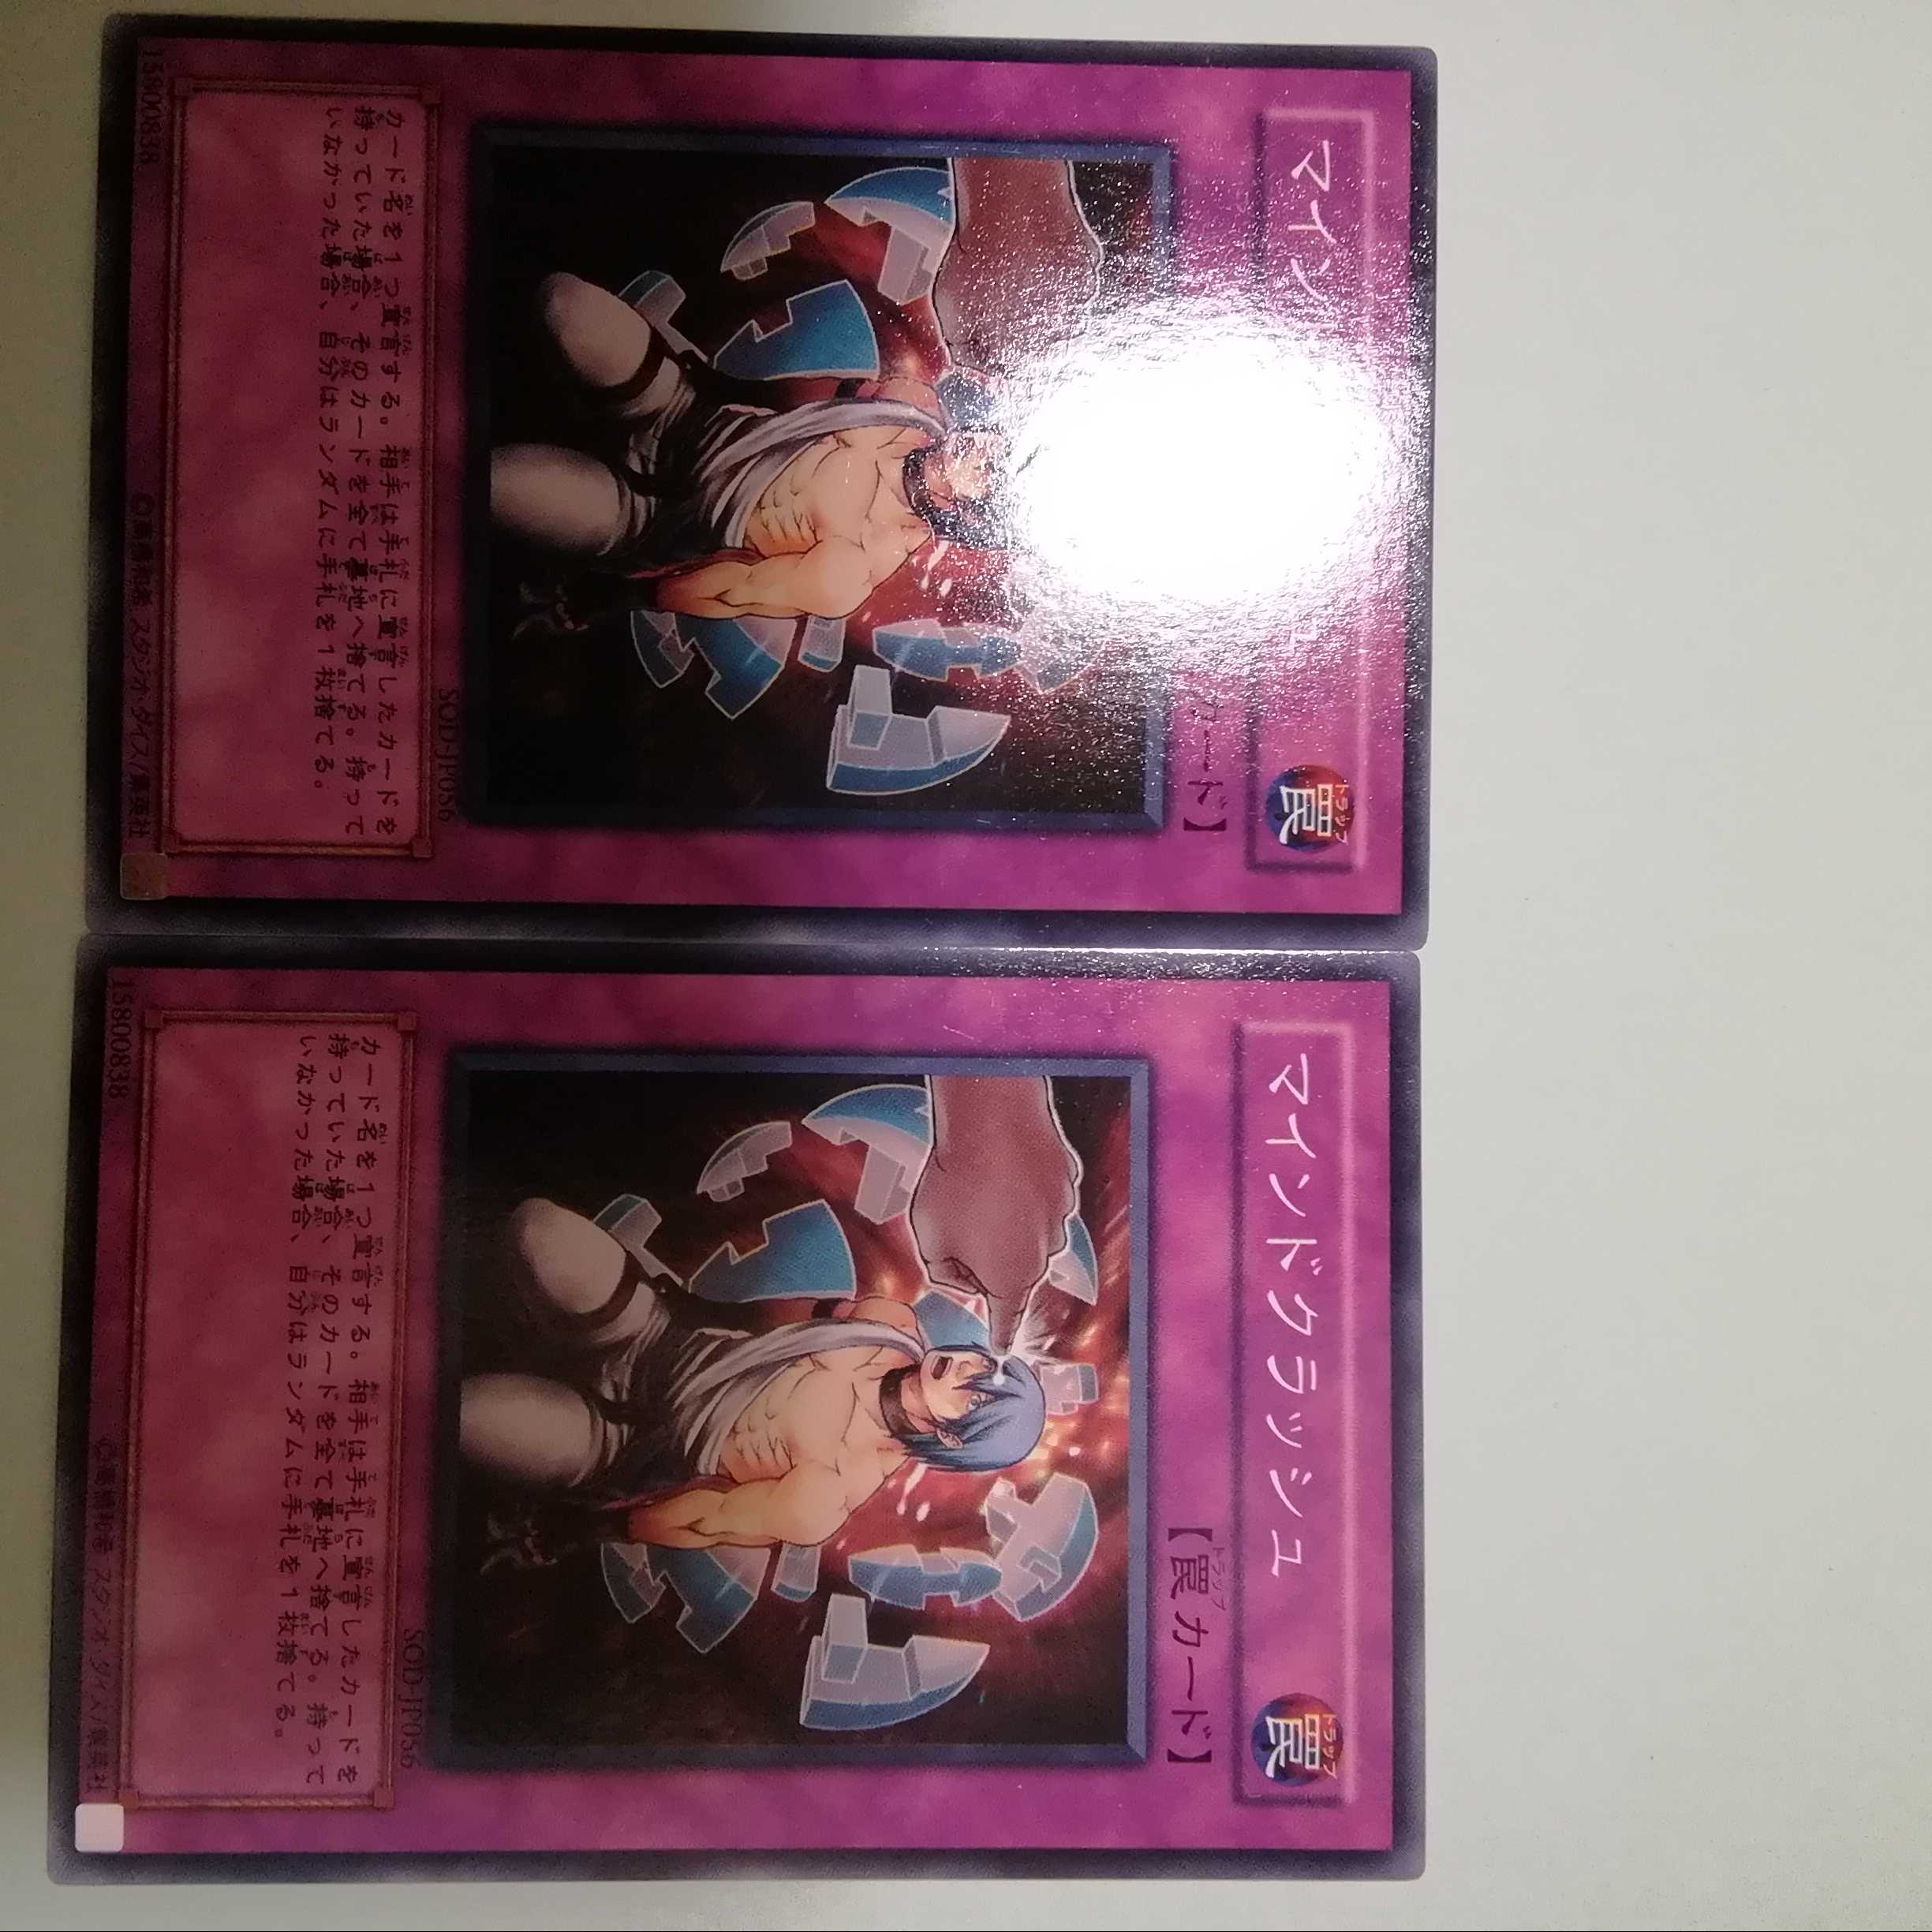 マイン
ュ
罠
トラップ
カード】
SOD-JP056
カード名を1つ宣言する。相手は手札に宣言したカードを
持っていた場合、そのカードを全て墓地へ捨てる。持って
いなかった場合、自分はランダムに手札を1枚捨てる。
15800838
©高橋和希 スタジオ・ダイス/集英社
マインドクラッシュ
罠
トラップ
【罠カード】
トラップ
SOD-JP056
カード名を1つ宣言する。相手は手札に宣言したカードを
持っていた場合、そのカードを全て墓地へ捨てる。持って
いなかった場合、自分はランダムに手札を1枚捨てる。
15800838
©高橋和希 スタジオ・ダイス/集英社